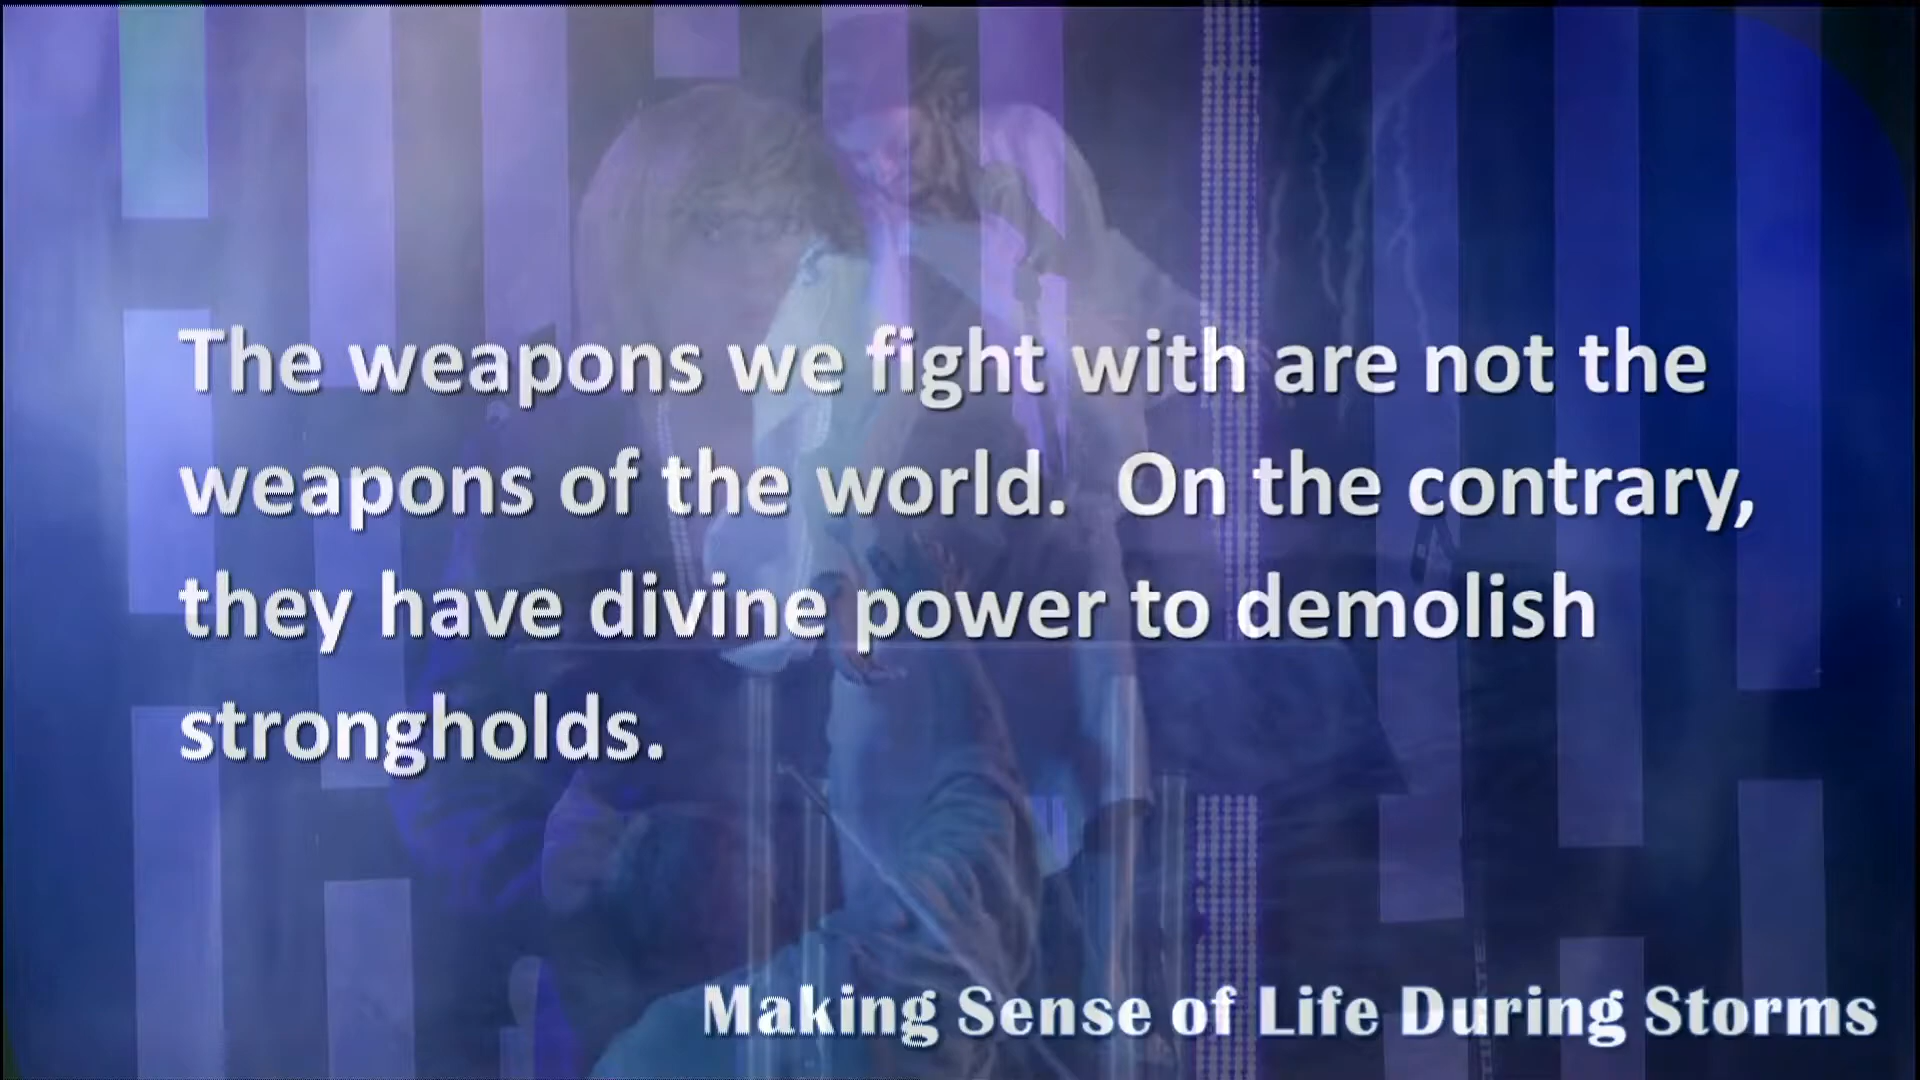 The weapons we fight with are not the
weapons of the world.  On the contrary,
they have divine power to demolish
strongholds.
Making Sense of Life During Storms